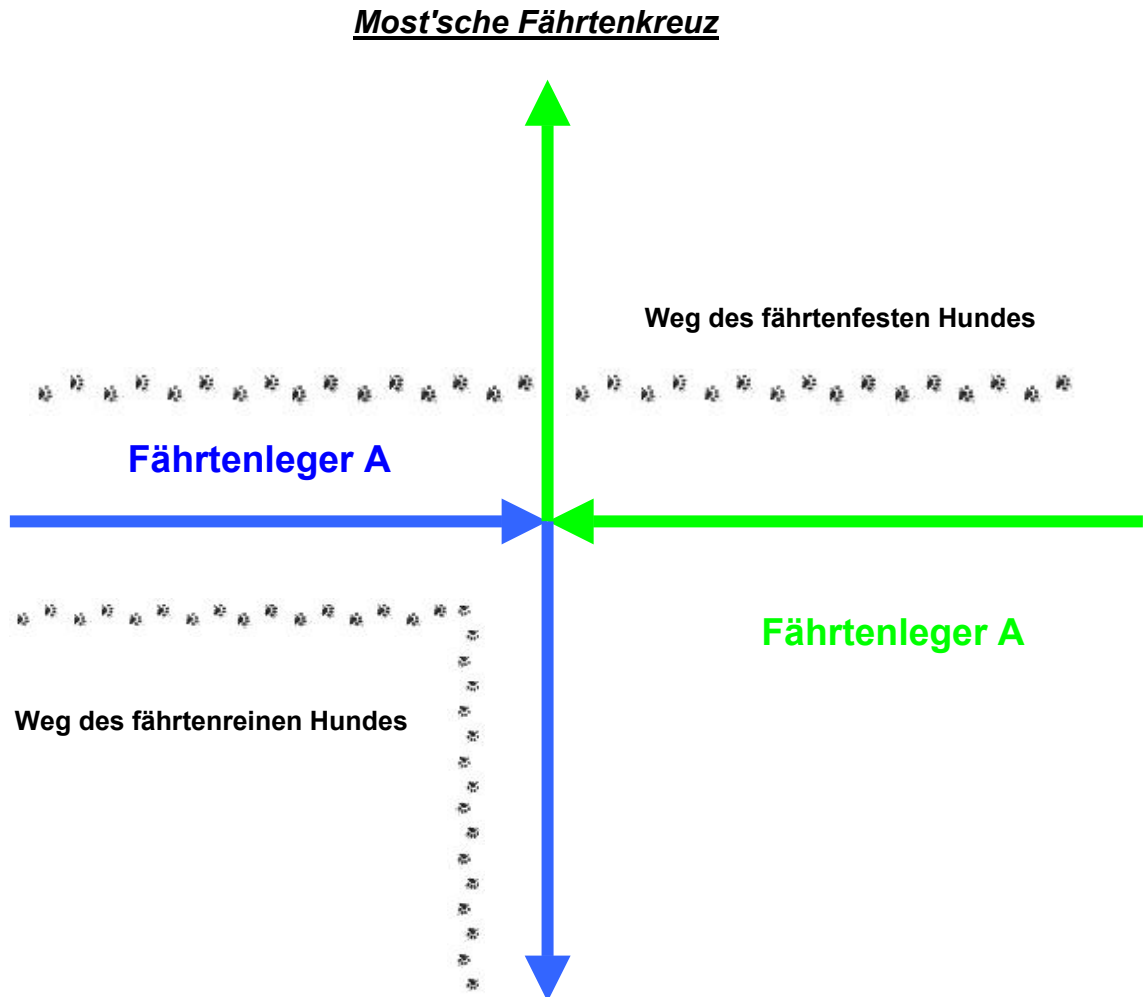 Most'sche Fährtenkreuz
Weg des fährtenfesten Hundes
Fährtenleger A
Fährtenleger A
Weg des fährtenreinen Hundes